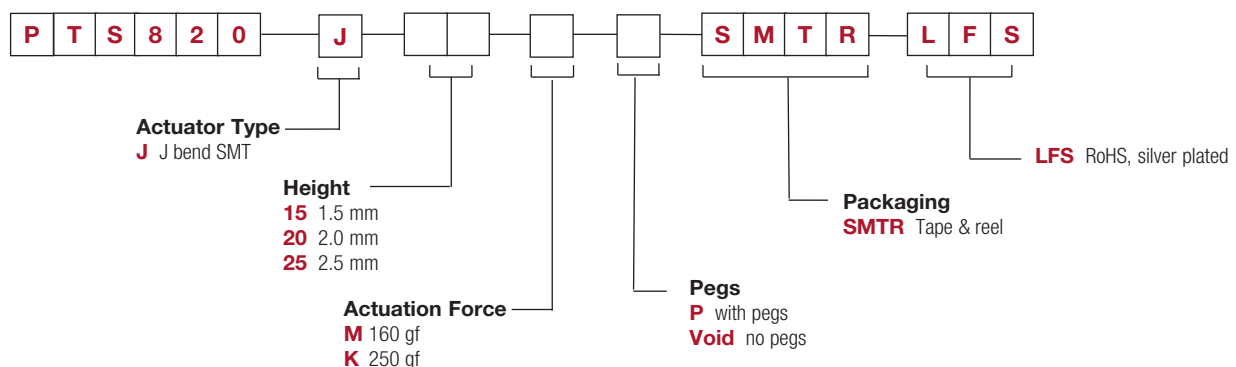 P T S 8 2 0 J S M T R L F S
Actuator Type
J J bend SMT
Height
15 1.5 mm
20 2.0 mm
25 2.5 mm
Actuation Force
M 160 gf
K 250 gf
Pegs
P with pegs
Void no pegs
Packaging
SMTR Tape & reel
LFS RoHS, silver plated